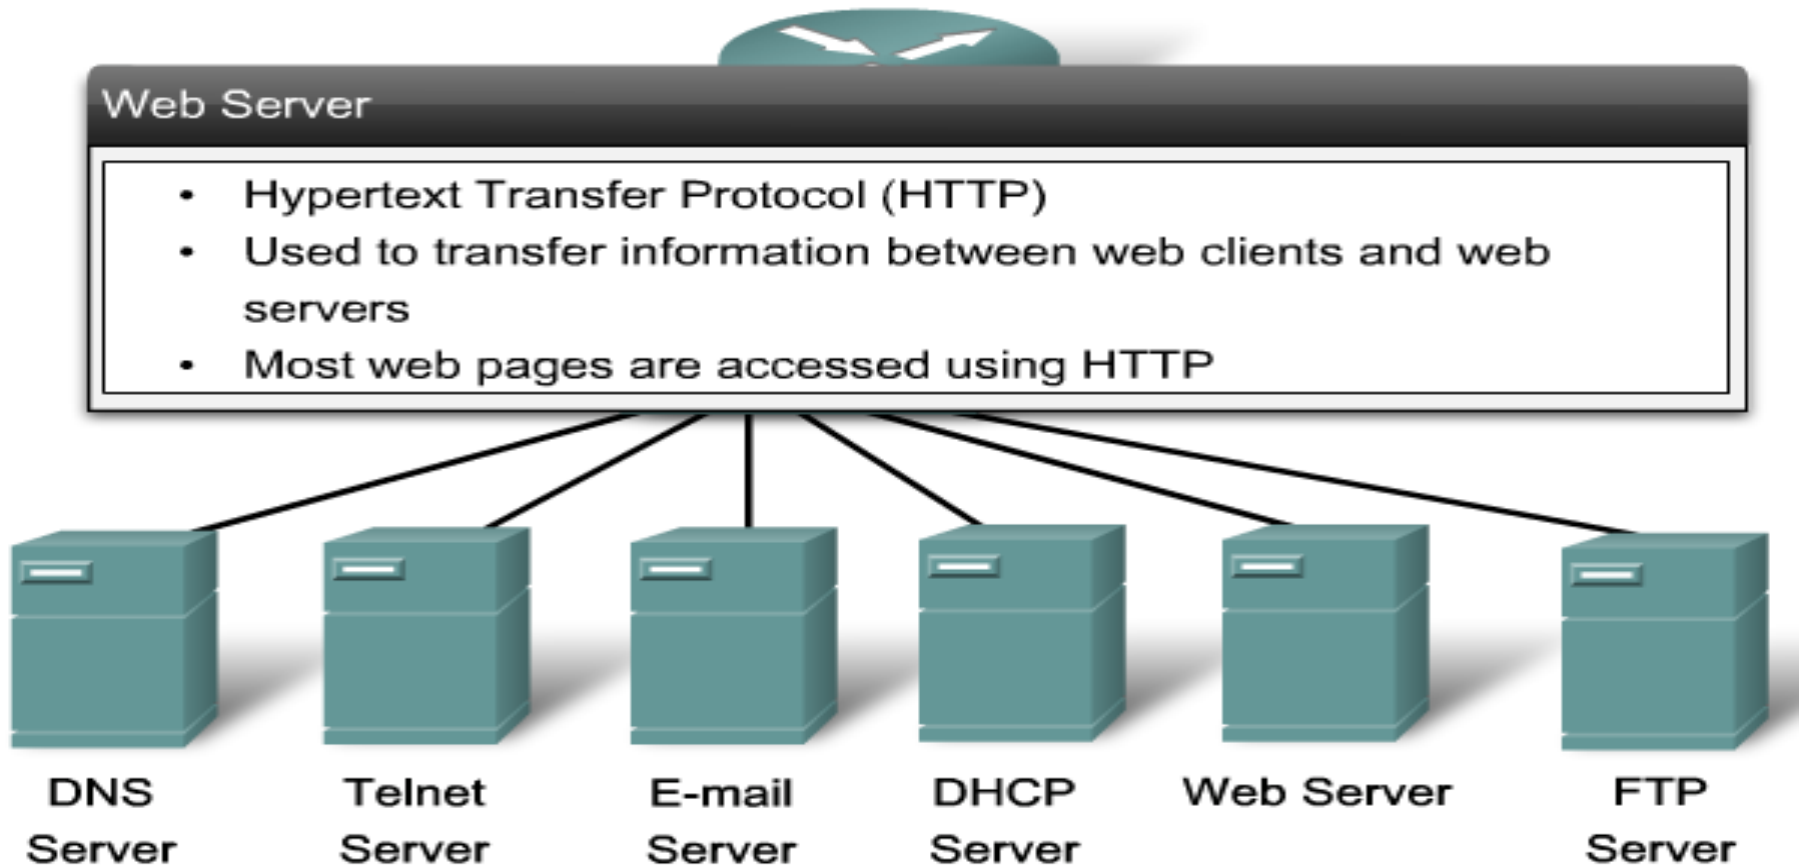 Web Server
• Hypertext Transfer Protocol (HTTP)
• Used to transfer information between web clients and web
servers
• Most web pages are accessed using HTTP
DNS
Server
Telnet
Server
E-mail
Server
DHCP
Server
Web Server
FTP
Server